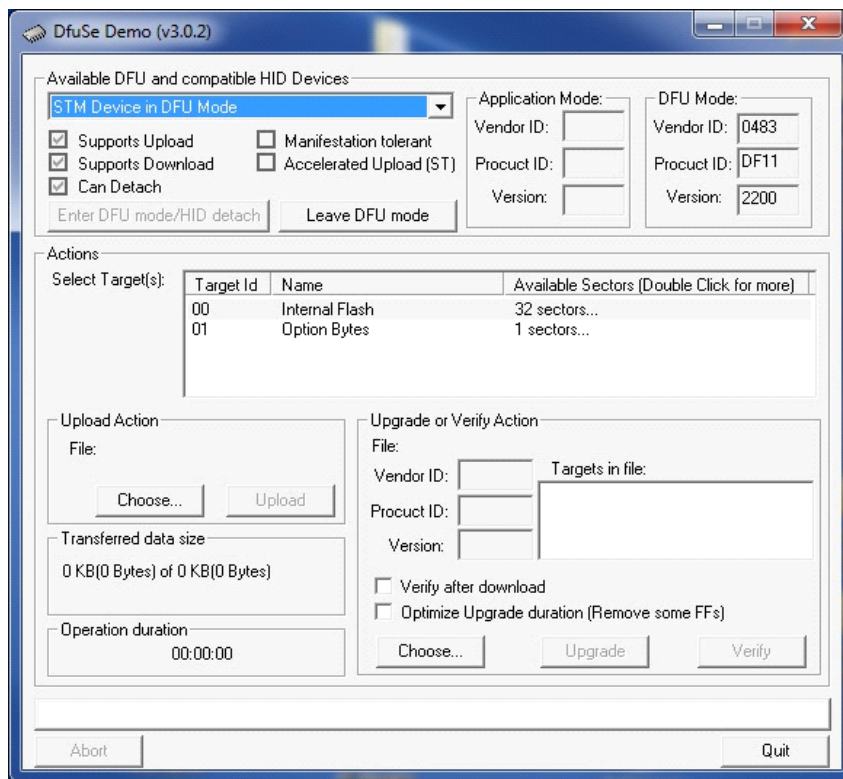 DfuSe Demo (v3.0.2)
Available DFU and compatible HID Devices
STM Device in DFU Mode
Supports Upload
Manifestation tolerant
Supports Download
Accelerated Upload (ST)
Can Detach
Enter DFU mode/HID detach
Leave DFU mode
Application Mode:
Vendor ID:
Procuct ID:
Version:
DFU Mode:
Vendor ID: 0483
Procuct ID: DF11
Version: 2200
Actions
Select Target(s):
Target Id Name Available Sectors (Double Click for more)
00 Internal Flash 32 sectors...
01 Option Bytes 1 sectors...
Upload Action
File:
Choose... Upload
Transferred data size
0 KB(0 Bytes) of 0 KB(0 Bytes)
Operation duration
00:00:00
Upgrade or Verify Action
File:
Vendor ID:
Procuct ID:
Version:
Targets in file:
Verify after download
Optimize Upgrade duration (Remove some FFs)
Choose... Upgrade Verify
Abort Quit